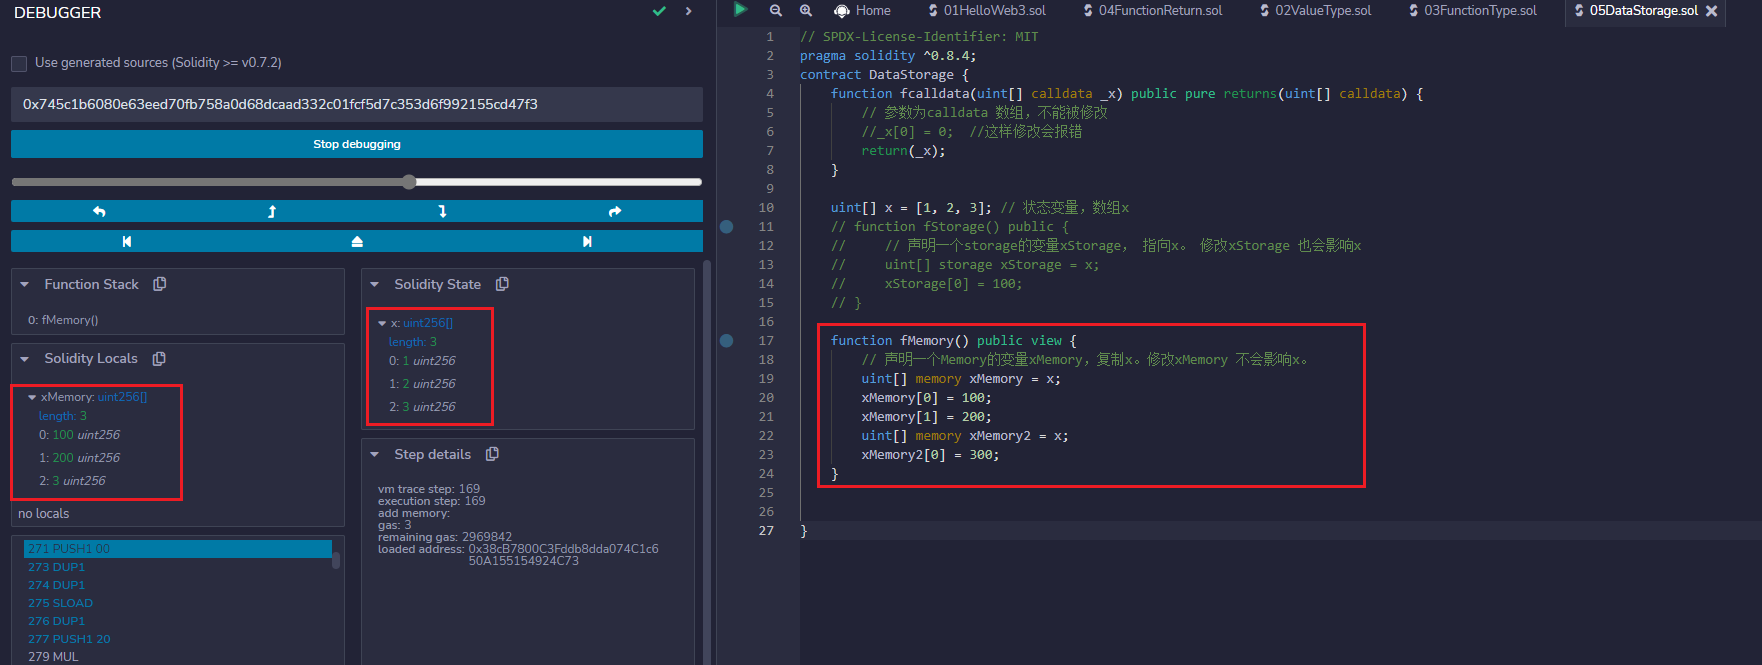 DEBUGGER
Use generated sources (Solidity >= v0.7.2)
0x745c1b6080e63eed70fb758a0d68dcaad332c01fcf5d7c353d6f992155cd47f3
Stop debugging
Function Stack
0: fMemory()
Solidity Locals
xMemory: uint256[]
length: 3
0: 100 uint256
1: 200 uint256
2: 3 uint256
no locals
271 PUSH1 00
273 DUP1
274 DUP1
275 SLOAD
276 DUP1
277 PUSH1 20
279 MUL
Solidity State
x: uint256[]
length: 3
0: 1 uint256
1: 2 uint256
2: 3 uint256
Step details
vm trace step: 169
execution step: 169
add memory:
gas: 3
remaining gas: 2969842
loaded address: 0x38cB7800C3Fddb8dda074C1c6
50A155154924C73
Home
01HelloWeb3.sol
04FunctionReturn.sol
02ValueType.sol
03FunctionType.sol
05DataStorage.sol
1 // SPDX-License-Identifier: MIT
2 pragma solidity ^0.8.4;
3 contract DataStorage {
4 function fcalldata(uint[] calldata _x) public pure returns(uint[] calldata) {
5 // 参数为calldata 数组，不能被修改
6 //_x[0] = 0; //这样修改会报错
7 return(_x);
8 }
9
10 uint[] x = [1, 2, 3]; // 状态变量，数组x
11 // function fStorage() public {
12 // // 声明一个storage的变量xStorage， 指向x。 修改xStorage 也会影响x
13 // uint[] storage xStorage = x;
14 // xStorage[0] = 100;
15 // }
16
17 function fMemory() public view {
18 // 声明一个Memory的变量xMemory，复制x。修改xMemory 不会影响x。
19 uint[] memory xMemory = x;
20 xMemory[0] = 100;
21 xMemory[1] = 200;
22 uint[] memory xMemory2 = x;
23 xMemory2[0] = 300;
24 }
25
26
27 }